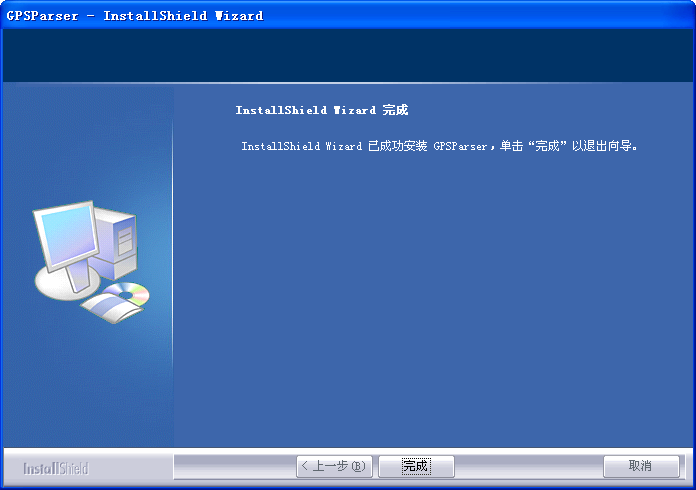 GPSParser - InstallShield Wizard
InstallShield Wizard 完成
InstallShield Wizard 已成功安装 GPSParser，单击“完成”以退出向导。
InstallShield
< 上一步(B)
完成
取消